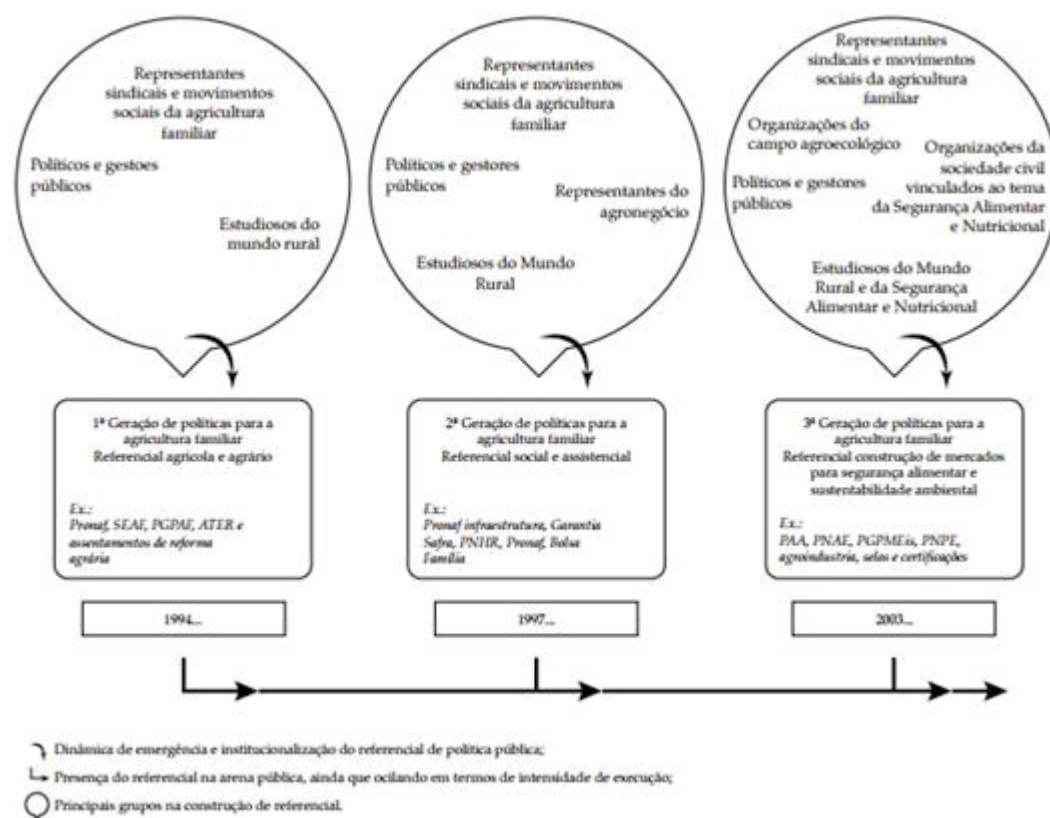 Representantes
sindicais e movimentos
sociais da agricultura
familiar
Políticos e gestoes
públicos
Estudiosos do
mundo rural
Representantes
sindicais e movimentos
sociais da agricultura
familiar
Políticos e gestores
públicos
Representantes do
agronegócio
Estudiosos do Mundo
Rural
Representantes
sindicais e movimentos
sociais da agricultura
familiar
Organizações do
campo agroecológico
Organizações da
sociedade civil
vinculados ao tema
da Segurança Alimentar
e Nutricional
Políticos e gestores
públicos
Estudiosos do Mundo
Rural e da Segurança
Alimentar e Nutricional
1ª Geração de políticas para a
agricultura familiar
Referencial agrícola e agrário
Ex.:
Pronaf, SEAF, PGPAF, ATER e
assentamentos de reforma
agrária
2ª Geração de políticas para a
agricultura familiar
Referencial social e assistencial
Ex.:
Pronaf infraestrutura, Garantia
Safra, PNHR, Pronaf, Bolsa
Família
3ª Geração de políticas para a
agricultura familiar
Referencial construção de mercados
para segurança alimentar e
sustentabilidade ambiental
Ex.:
PAA, PNAE, PGPMEis, PNPE,
agroindustria, selos e certificações
1994...
1997...
2003...
Dinâmica de emergência e institucionalização do referencial de política pública;
Presença do referencial na arena pública, ainda que ocilando em termos de intensidade de execução;
Principais grupos na construção de referencial.